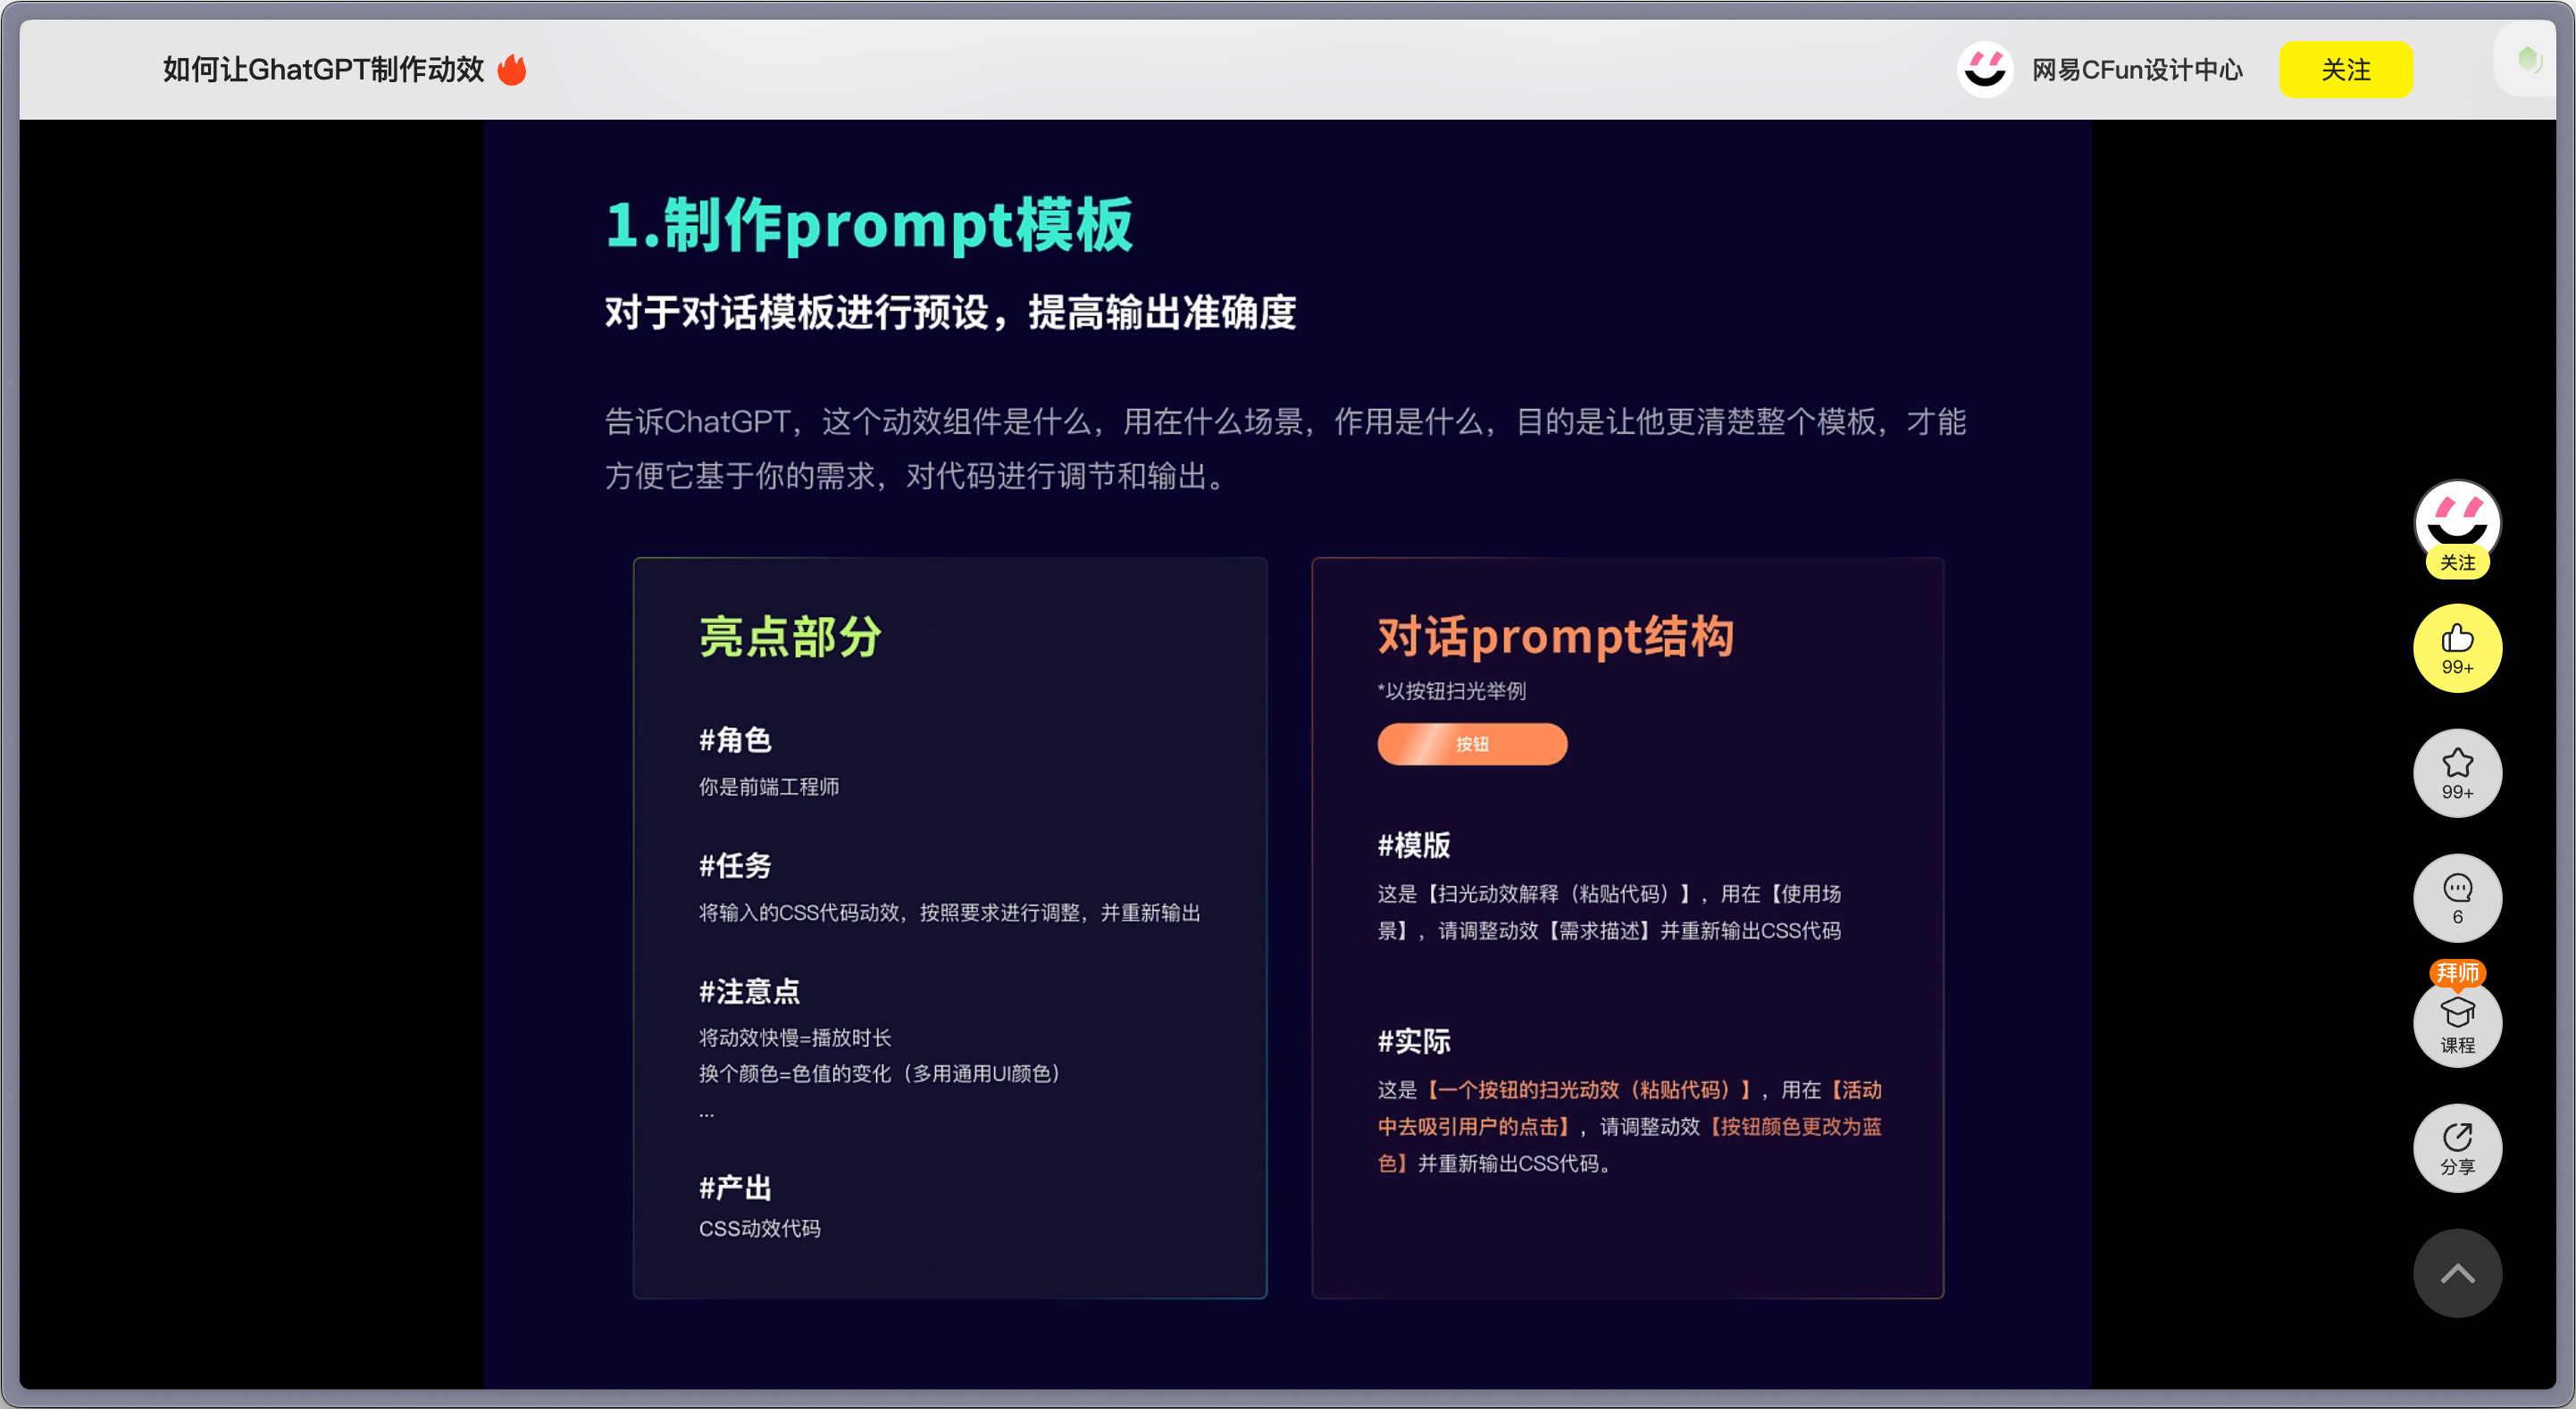 如何让GhatGPT制作动效
网易CFun设计中心
关注
1.制作prompt模板
对于对话模板进行预设，提高输出准确度
告诉ChatGPT，这个动效组件是什么，用在什么场景，作用是什么，目的是让他更清楚整个模板，才能
方便它基于你的需求，对代码进行调节和输出。
亮点部分
#角色
你是前端工程师
#任务
将输入的CSS代码动效，按照要求进行调整，并重新输出
#注意点
将动效快慢=播放时长
换个颜色=色值的变化（多用通用UI颜色）
...
#产出
CSS动效代码
对话prompt结构
*以按钮扫光举例
按钮
#模版
这是【扫光动效解释（粘贴代码）】，用在【使用场
景】，请调整动效【需求描述】并重新输出CSS代码
#实际
这是【一个按钮的扫光动效（粘贴代码）】，用在【活动
中去吸引用户的点击】，请调整动效【按钮颜色更改为蓝
色】并重新输出CSS代码。
关注
99+
99+
6
拜师
课程
分享